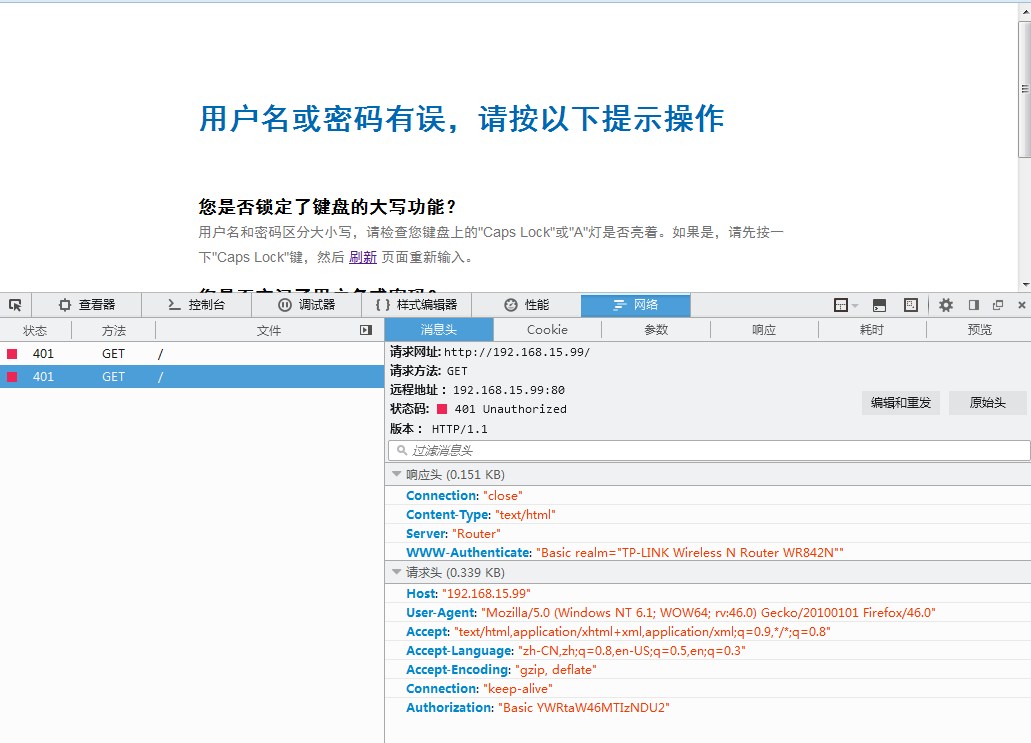 用户名或密码有误，请按以下提示操作
您是否锁定了键盘的大写功能？
用户名和密码区分大小写，请检查您键盘上的"Caps Lock"或"A"灯是否亮着。如果是，请先按一
下"Caps Lock"键，然后 刷新 页面重新输入。
查看器 控制台 调试器 样式编辑器 性能 网络
状态 方法 文件 消息头 Cookie 参数 响应 耗时 预览
401 GET /
401 GET /
请求网址: http://192.168.15.99/
请求方法: GET
远程地址： 192.168.15.99:80
状态码: 401 Unauthorized
编辑和重发 原始头
版本： HTTP/1.1
过滤消息头
响应头 (0.151 KB)
Connection: "close"
Content-Type: "text/html"
Server: "Router"
WWW-Authenticate: "Basic realm="TP-LINK Wireless N Router WR842N""
请求头 (0.339 KB)
Host: "192.168.15.99"
User-Agent: "Mozilla/5.0 (Windows NT 6.1; WOW64; rv:46.0) Gecko/20100101 Firefox/46.0"
Accept: "text/html,application/xhtml+xml,application/xml;q=0.9,*/*;q=0.8"
Accept-Language: "zh-CN,zh;q=0.8,en-US;q=0.5,en;q=0.3"
Accept-Encoding: "gzip, deflate"
Connection: "keep-alive"
Authorization: "Basic YWRtaW46MTIzNDU2"